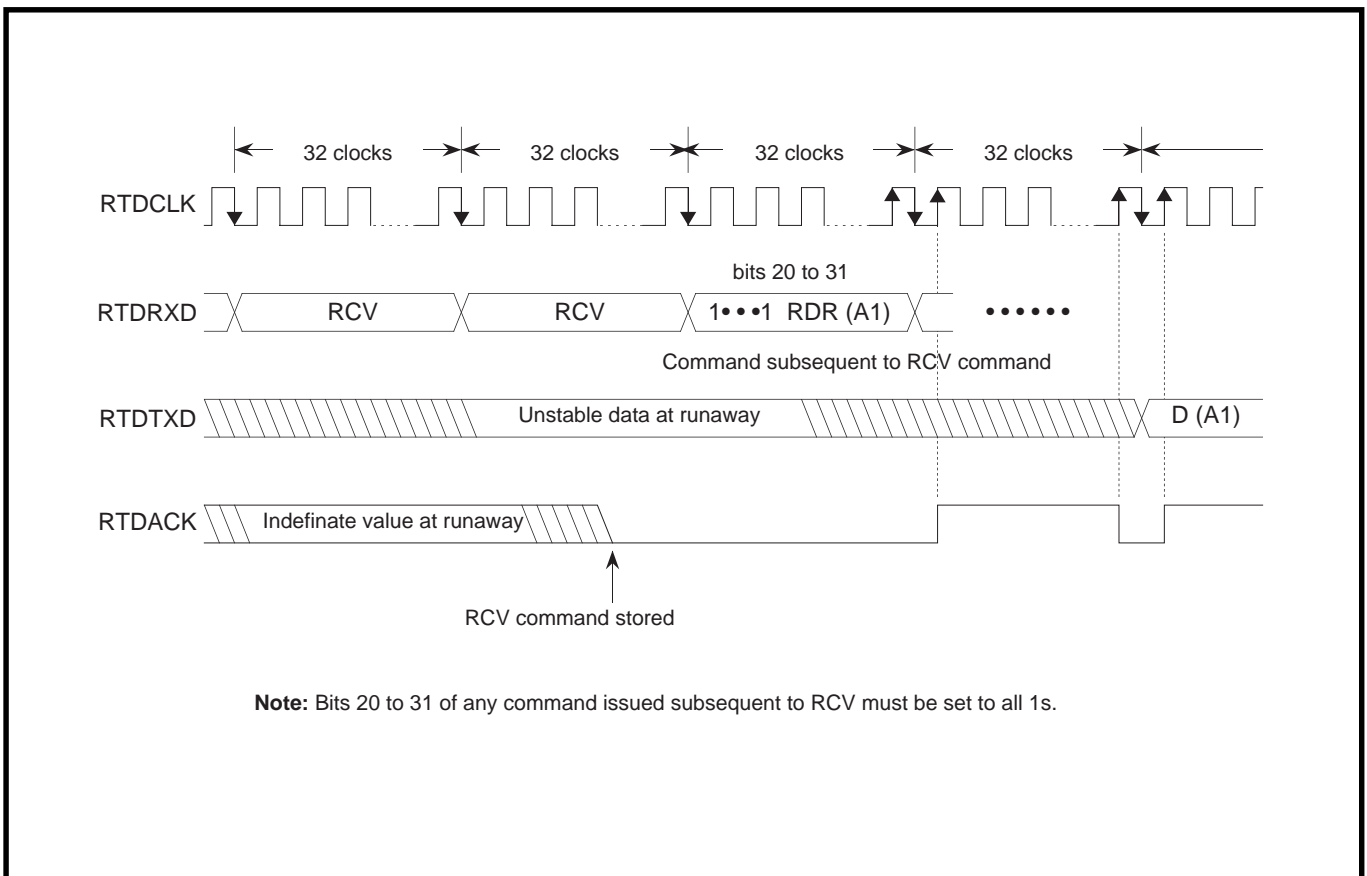 32 clocks 32 clocks 32 clocks 32 clocks
RTDCLK
bits 20 to 31
RTDRXD RCV RCV 1•••1 RDR (A1) ••••••
Command subsequent to RCV command
RTDTXD Unstable data at runaway D (A1)
RTDACK Indefinate value at runaway
RCV command stored
Note: Bits 20 to 31 of any command issued subsequent to RCV must be set to all 1s.